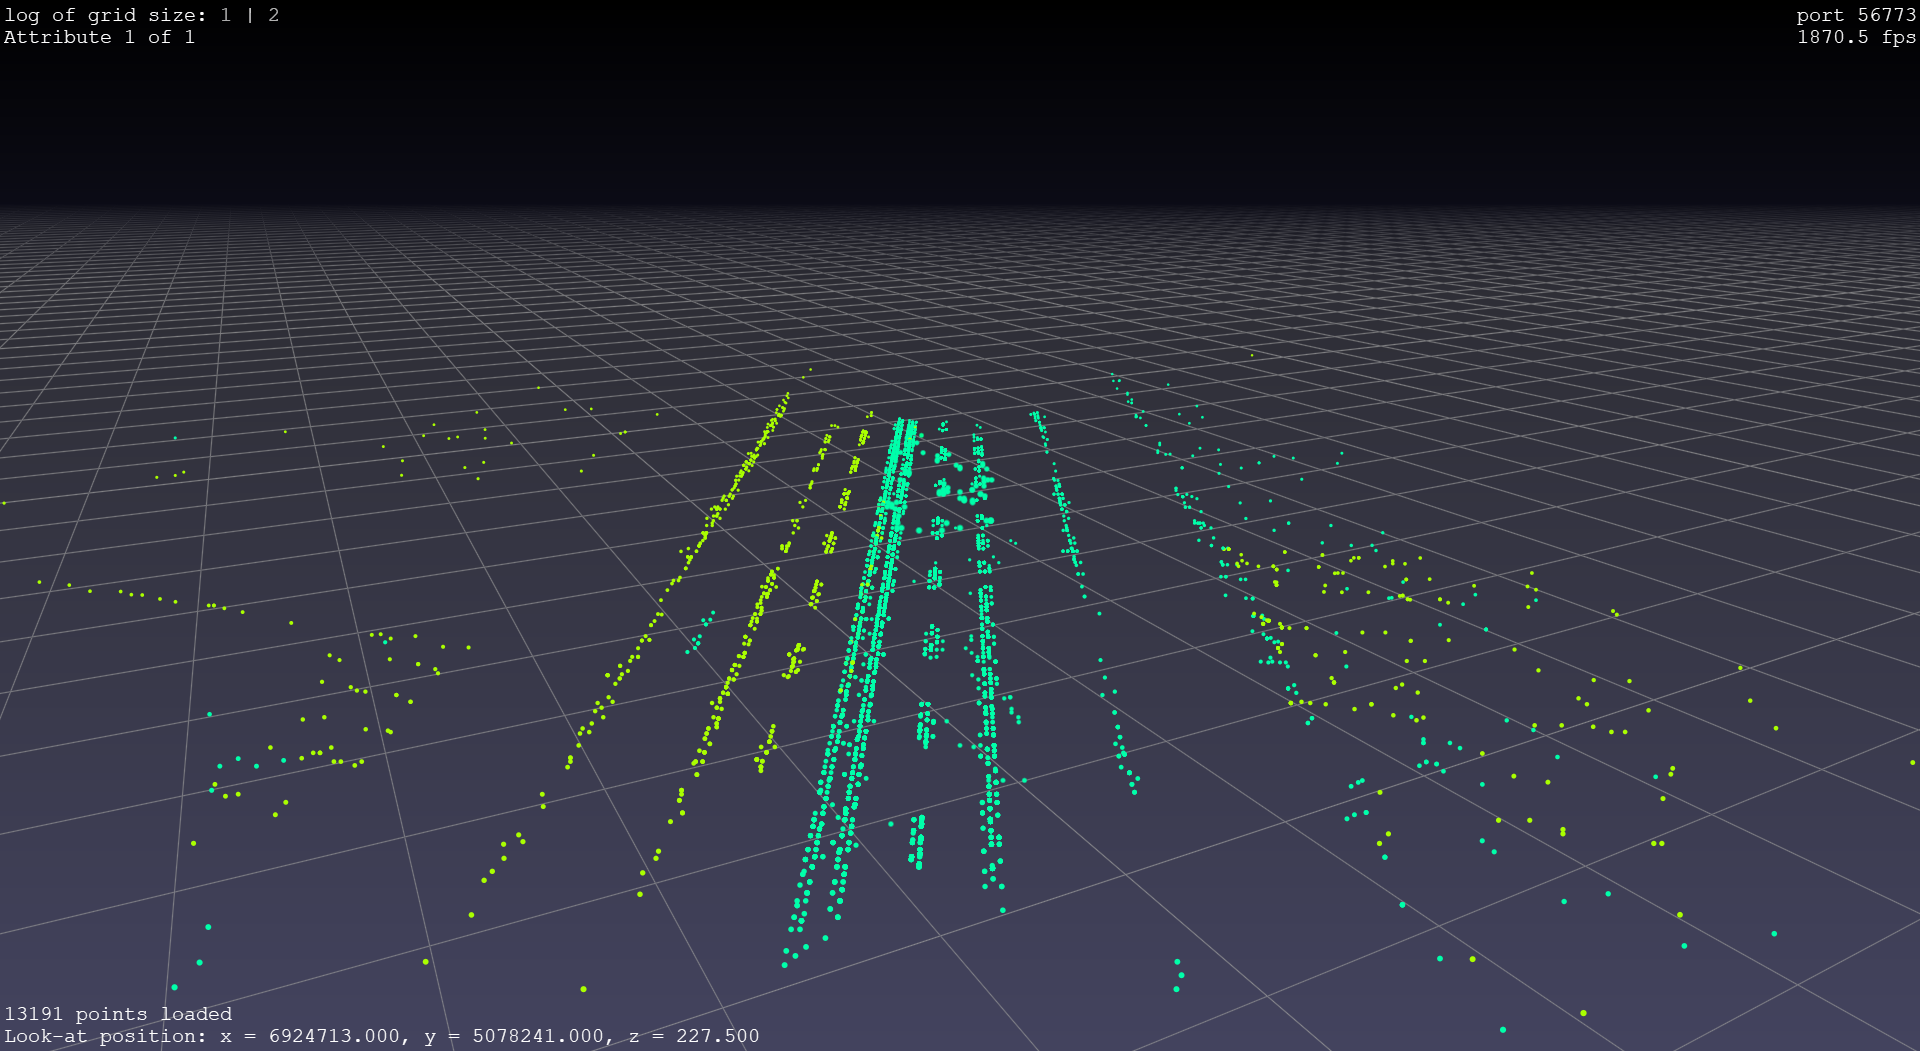 log of grid size: 1 | 2
Attribute 1 of 1
port 56773
1870.5 fps
13191 points loaded
Look-at position: x = 6924713.000, y = 5078241.000, z = 227.500